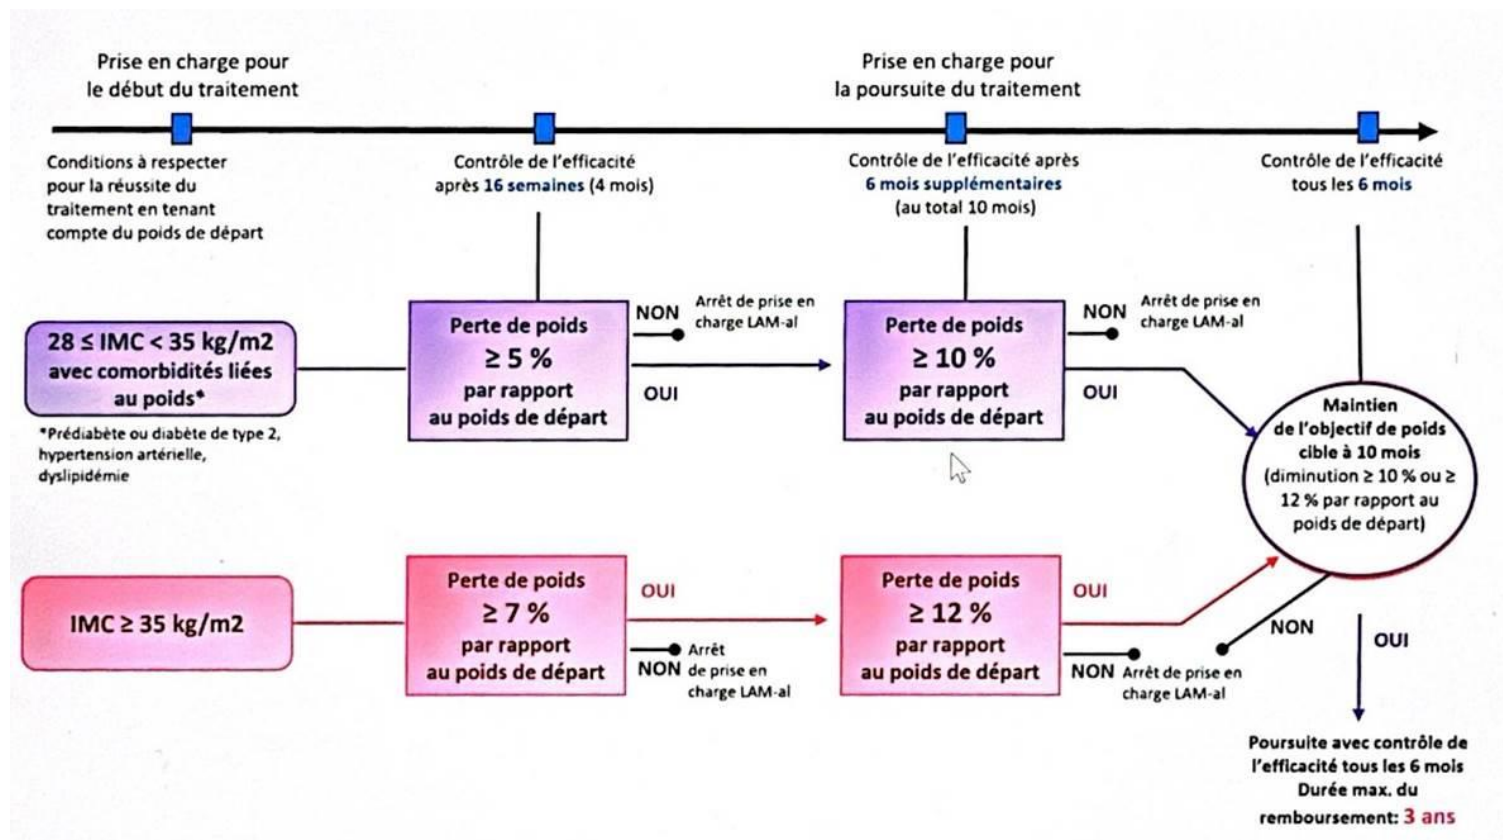 Prise en charge pour
le début du traitement
Prise en charge pour
la poursuite du traitement
Conditions à respecter
pour la réussite du
traitement en tenant
compte du poids de départ
Contrôle de l'efficacité
après 16 semaines (4 mois)
Contrôle de l'efficacité après
6 mois supplémentaires
(au total 10 mois)
Contrôle de l'efficacité
tous les 6 mois
28 ≤ IMC < 35 kg/m2
avec comorbidités liées
au poids*
*Prédiabète ou diabète de type 2,
hypertension artérielle,
dyslipidémie
Perte de poids
≥ 5 %
par rapport
au poids de départ
NON
Arrêt de prise en
charge LAM-al
OUI
Perte de poids
≥ 10 %
par rapport
au poids de départ
NON
Arrêt de prise en
charge LAM-al
OUI
Maintien
de l'objectif de poids
cible à 10 mois
(diminution ≥ 10 % ou ≥
12 % par rapport au
poids de départ)
IMC ≥ 35 kg/m2
Perte de poids
≥ 7 %
par rapport
au poids de départ
OUI
NON
Arrêt
de prise en
charge LAM-al
Perte de poids
≥ 12 %
par rapport
au poids de départ
OUI
NON
Arrêt de prise en
charge LAM-al
NON
OUI
Poursuite avec contrôle de
l'efficacité tous les 6 mois
Durée max. du
remboursement: 3 ans